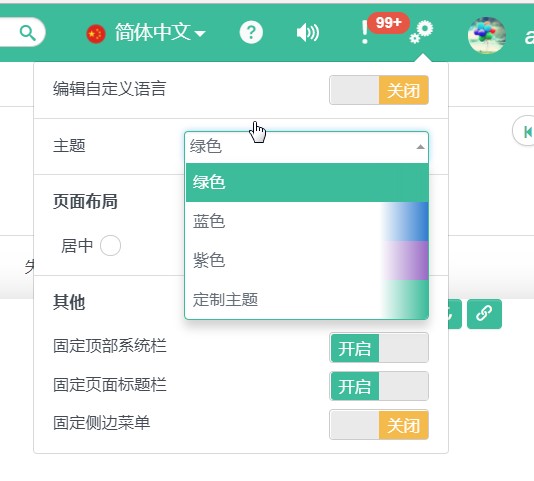 简体中文
99+
编辑自定义语言 关闭
主题 绿色
绿色
页面布局
蓝色
居中
紫色
定制主题
其他
固定顶部系统栏 开启
固定页面标题栏 开启
固定侧边菜单 关闭